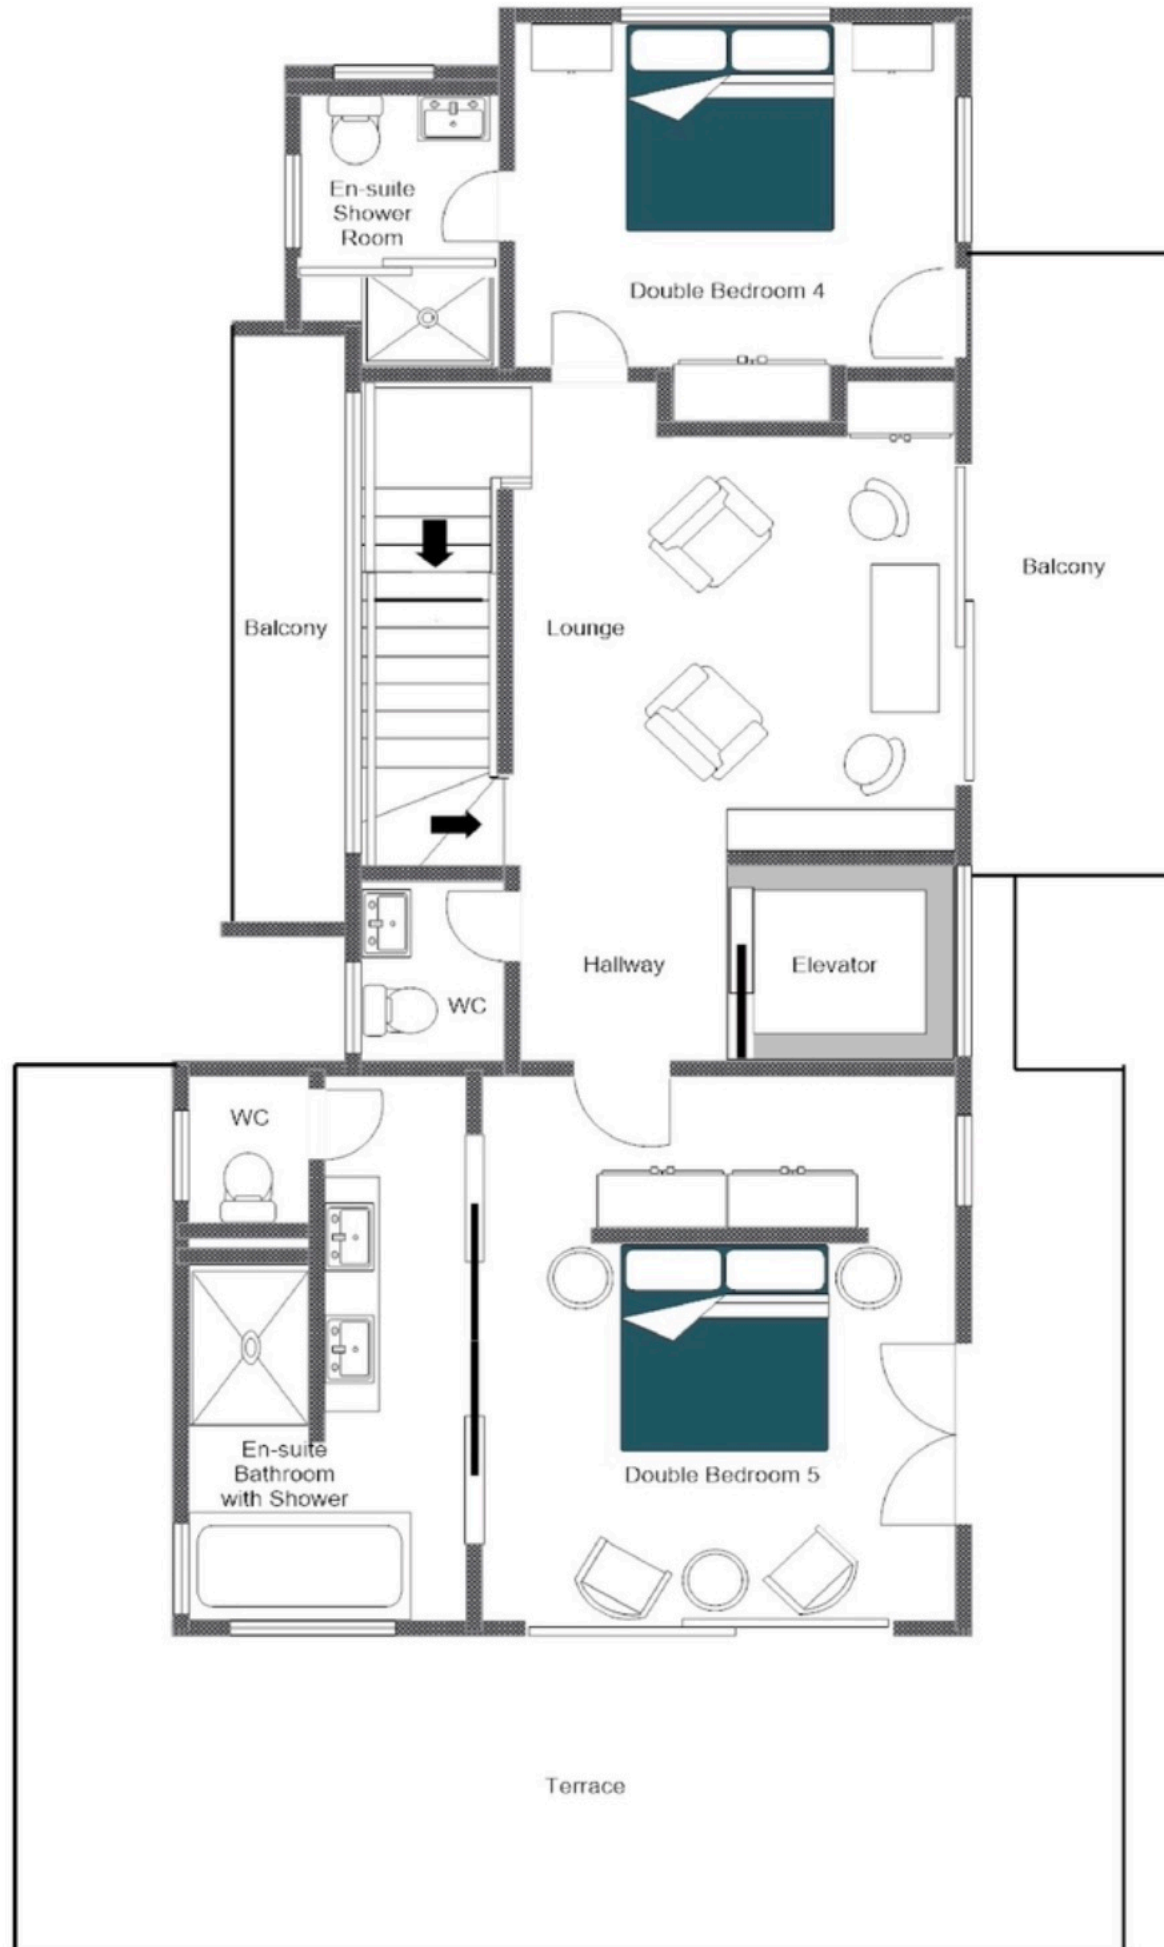 En-suite
Shower
Room
Double Bedroom 4
Balcony
Balcony
Lounge
Hallway
Elevator
WC
WC
En-suite
Bathroom
with Shower
Double Bedroom 5
Terrace